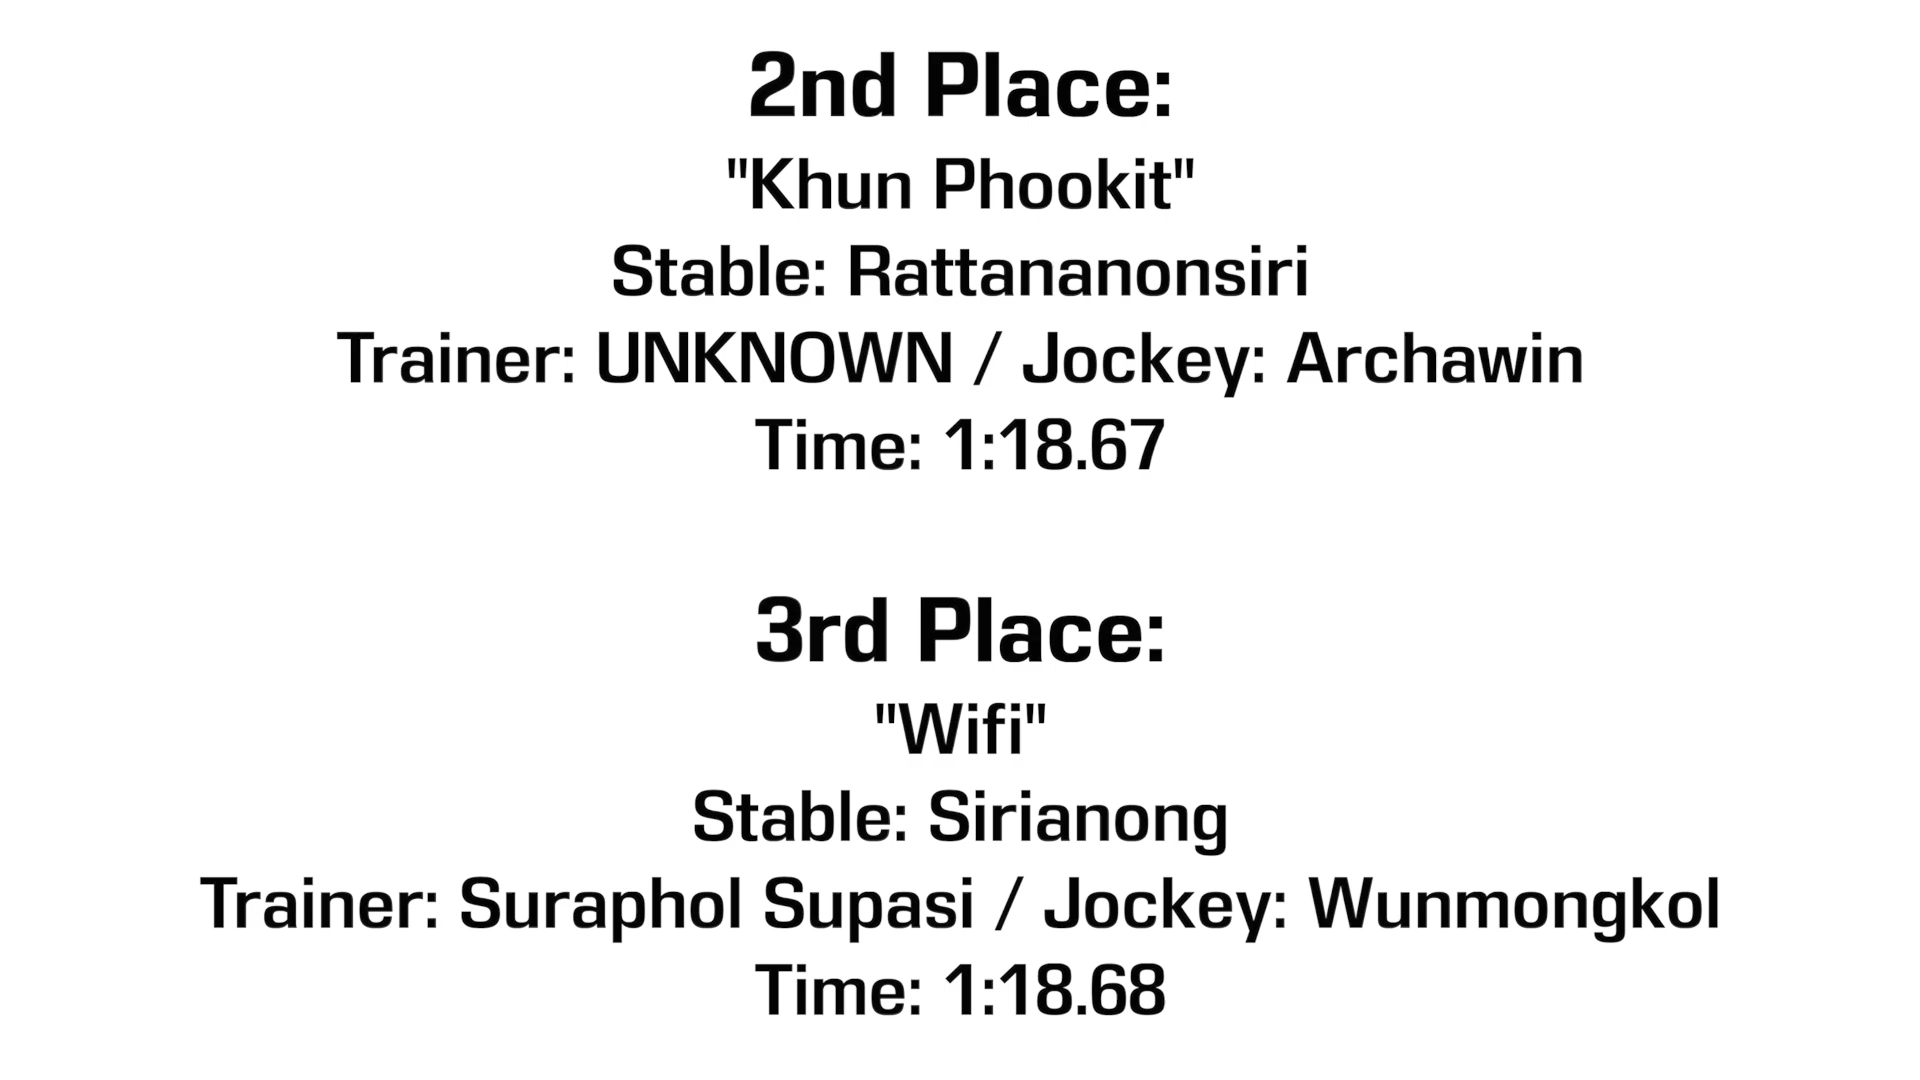 2nd Place:
"Khun Phookit"
Stable: Rattananonsiri
Trainer: UNKNOWN / Jockey: Archawin
Time: 1:18.67
3rd Place:
"Wifi"
Stable: Sirianong
Trainer: Suraphol Supasi / Jockey: Wunmongkol
Time: 1:18.68